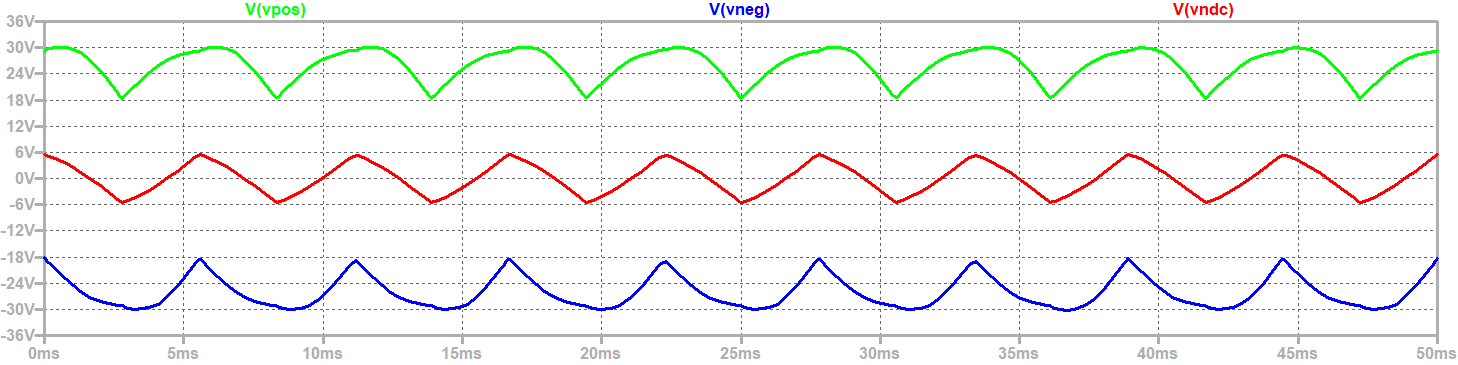 V(vpos) V(vneg) V(vndc)
36V
30V
24V
18V
12V
6V
0V
-6V
-12V
-18V
-24V
-30V
-36V
0ms 5ms 10ms 15ms 20ms 25ms 30ms 35ms 40ms 45ms 50ms